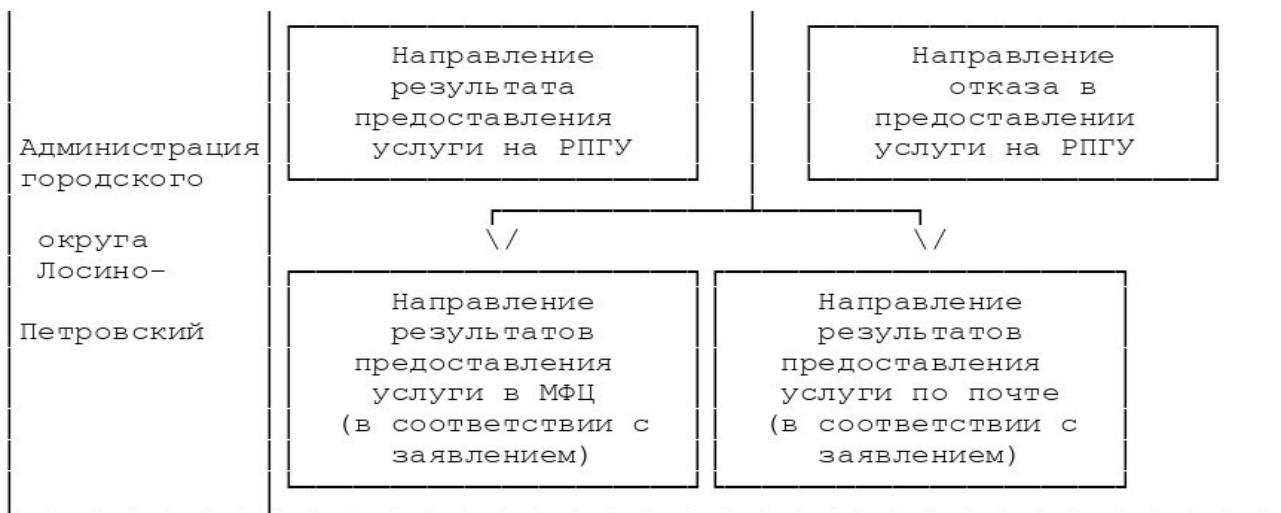 Направление
результата
предоставления
услуги на РПГУ
Направление
отказа в
предоставлении
услуги на РПГУ
Администрация
городского
округа
Лосино-
Петровский
\/
\/
Направление
результатов
предоставления
услуги в МФЦ
(в соответствии с
заявлением)
Направление
результатов
предоставления
услуги по почте
(в соответствии с
заявлением)